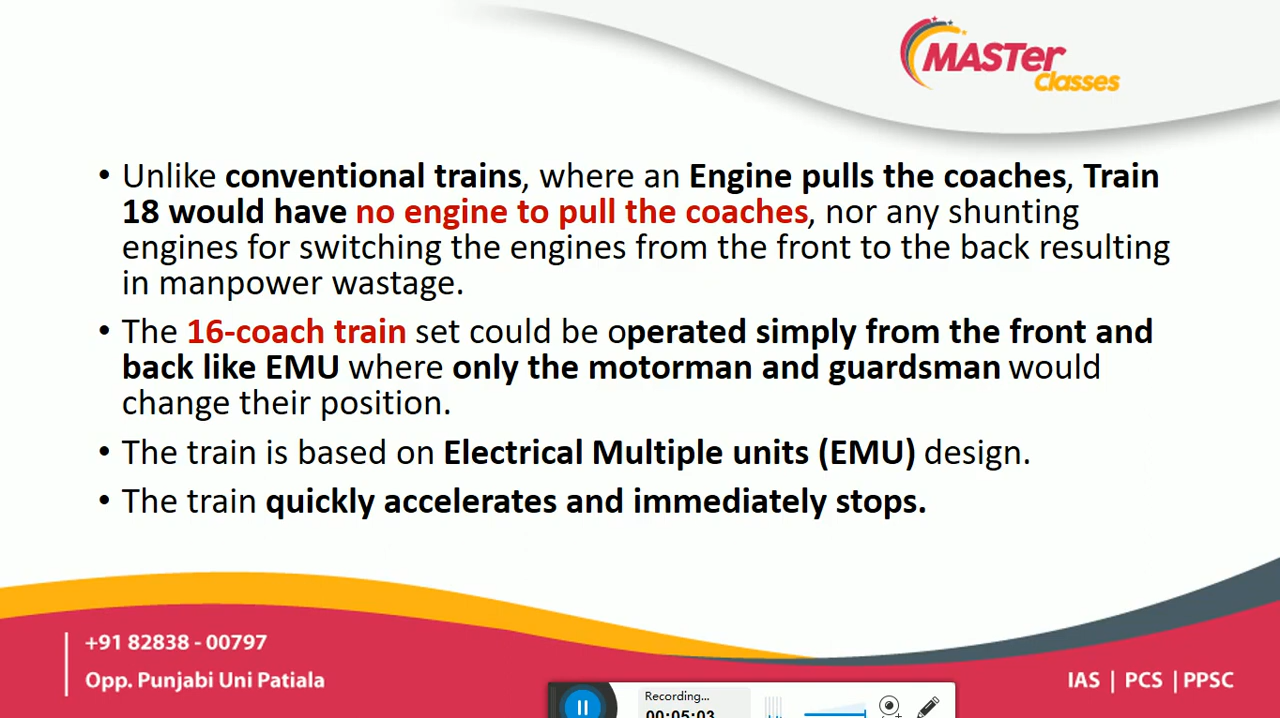 MASTer
Classes
• Unlike conventional trains, where an Engine pulls the coaches, Train
18 would have no engine to pull the coaches, nor any shunting
engines for switching the engines from the front to the back resulting
in manpower wastage.
• The 16-coach train set could be operated simply from the front and
back like EMU where only the motorman and guardsman would
change their position.
• The train is based on Electrical Multiple units (EMU) design.
• The train quickly accelerates and immediately stops.
+91 82838 - 00797
Opp. Punjabi Uni Patiala
IAS | PCS | PPSC
Recording...
00:05:03